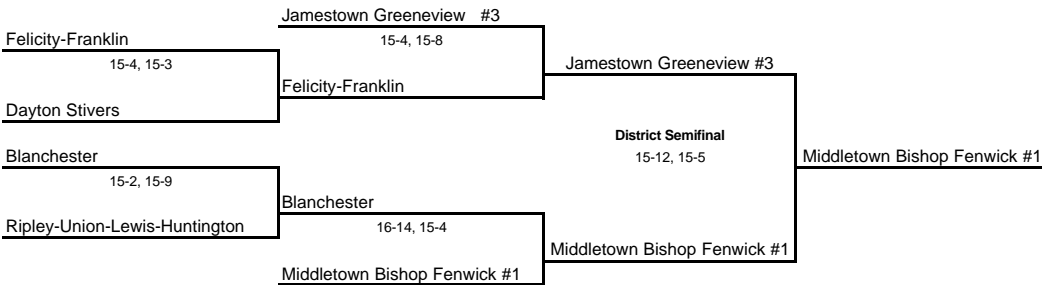 Jamestown Greeneview #3
Felicity-Franklin
15-4, 15-8
15-4, 15-3
Jamestown Greeneview #3
Felicity-Franklin
Dayton Stivers
District Semifinal
Blanchester
15-12, 15-5
Middletown Bishop Fenwick #1
15-2, 15-9
Blanchester
Ripley-Union-Lewis-Huntington
16-14, 15-4
Middletown Bishop Fenwick #1
Middletown Bishop Fenwick #1